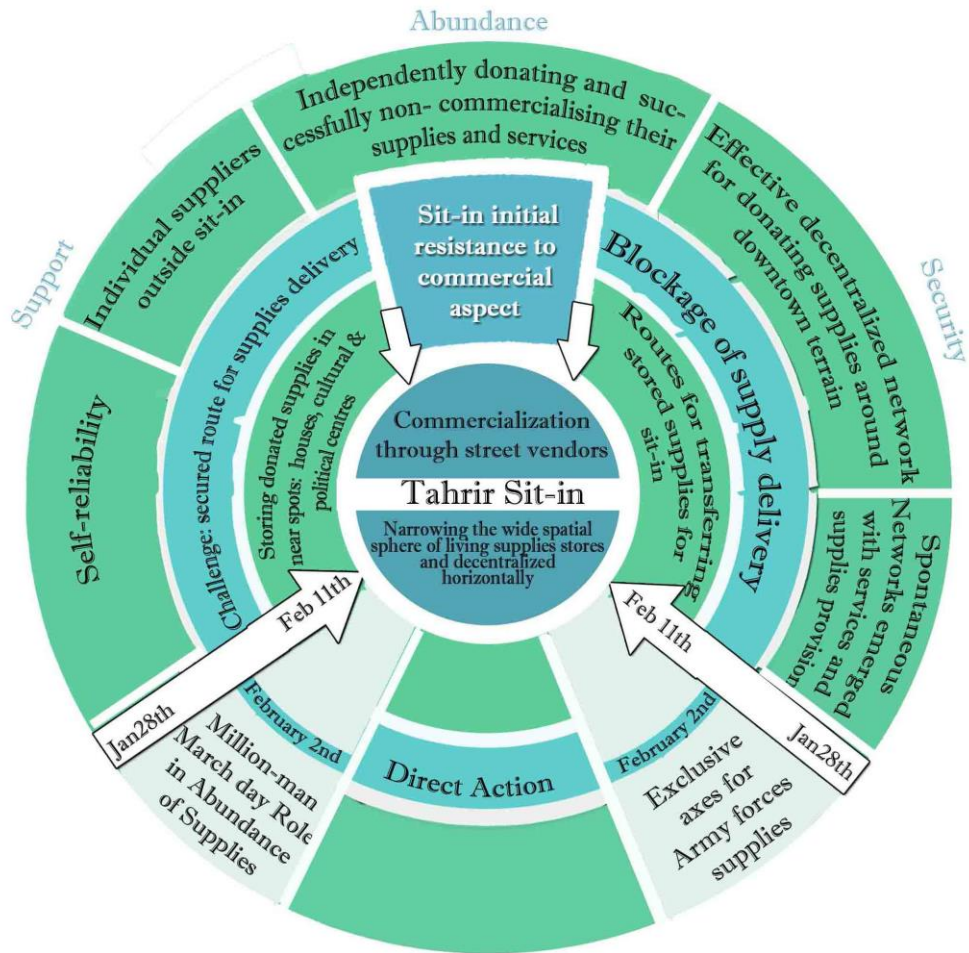 Abundance
Independently donating and suc-
cessfully non- commercialising their
supplies and services
Support
Individual suppliers
outside sit-in
Security
Effective decentralized network
for donating supplies around
downtown terrain
Sit-in initial
resistance to
commercial
aspect
Challenge: secured route for supplies delivery
Blockage of supply delivery
Self-reliability
Storing donated supplies in
near spots: houses, cultural &
political centres
Routes for transferring
stored supplies for
sit-in
Commercialization
through street vendors
Tahrir Sit-in
Narrowing the wide spatial
sphere of living supplies stores
and decentralized
horizontally
Spontaneous
Networks emerged
with services and
supplies provision
Feb 11th
Jan28th
Feb 11th
Jan28th
February 2nd
February 2nd
Million-man
March day Role
in Abundance
of Supplies
Direct Action
Exclusive
axes for
Army forces
supplies